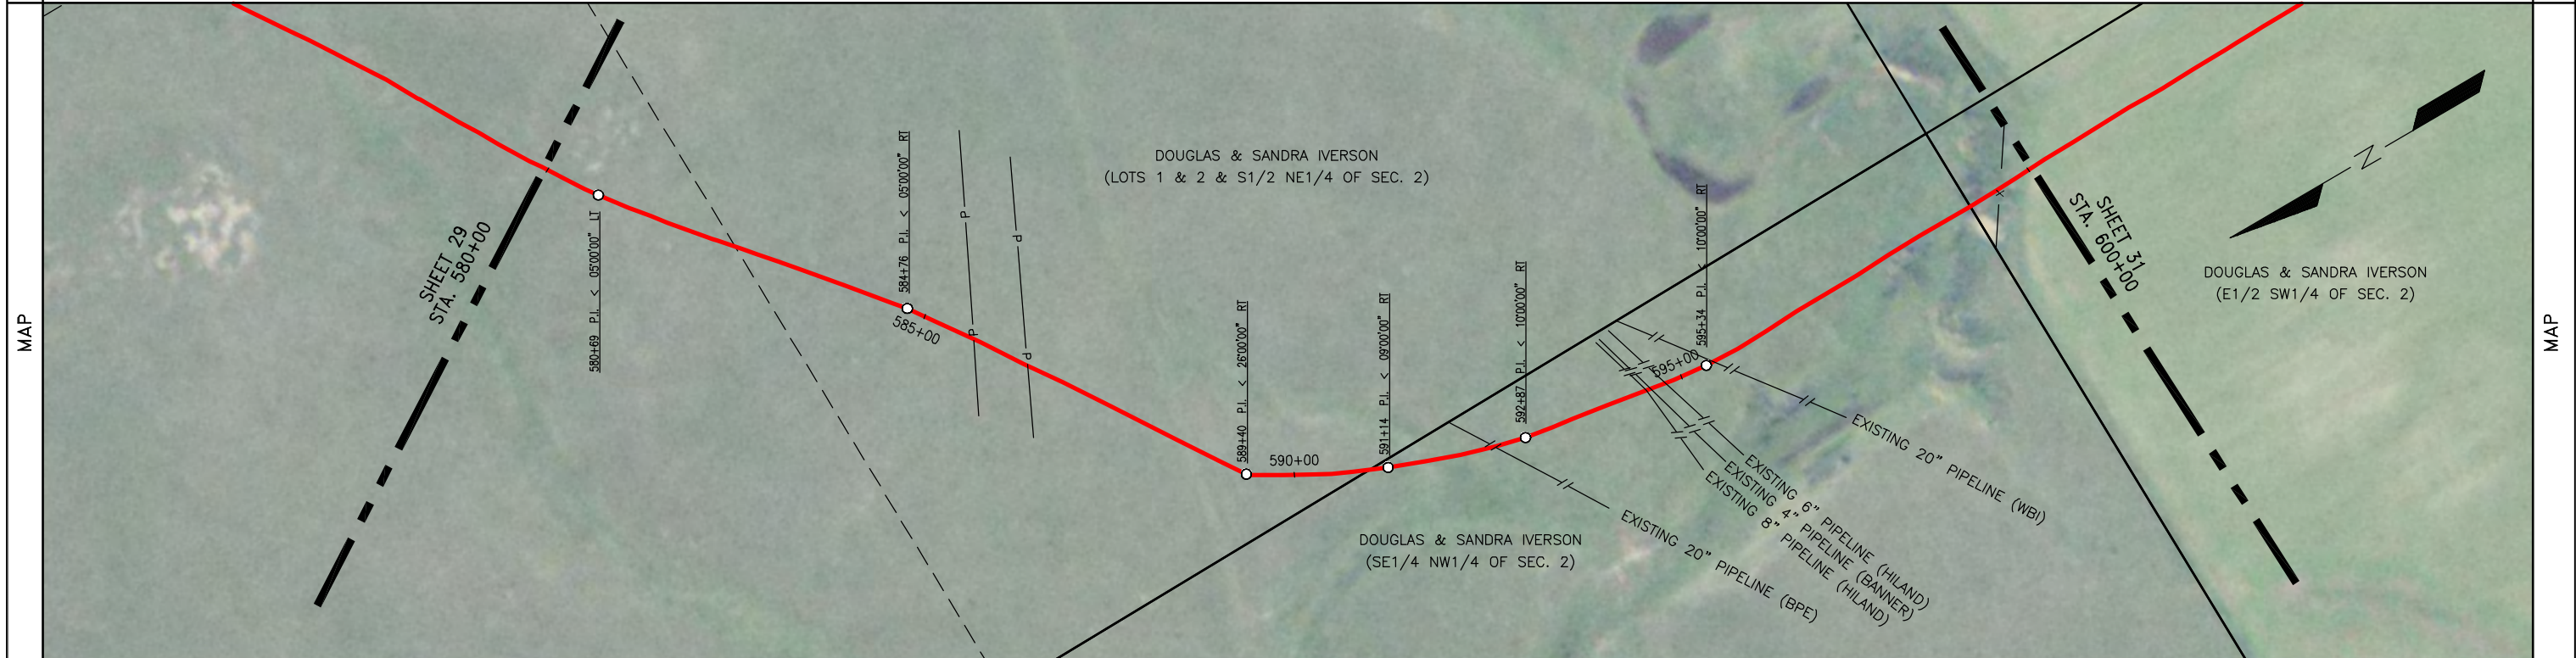 MAP
SHEET 29
STA. 580+00
580+69 P.I. < 05°00'00" LT
584+76 P.I. < 05°00'00" RT
585+00
P
P
P
P
DOUGLAS & SANDRA IVERSON
(LOTS 1 & 2 & S1/2 NE1/4 OF SEC. 2)
589+40 P.I. < 26°00'00" RT
590+00
591+14 P.I. < 09°00'00" RT
592+87 P.I. < 10°00'00" RT
595+00
595+34 P.I. < 10°00'00" RT
DOUGLAS & SANDRA IVERSON
(SE1/4 NW1/4 OF SEC. 2)
EXISTING 20" PIPELINE (BPE)
EXISTING 8" PIPELINE (HILAND)
EXISTING 4" PIPELINE (BANNER)
EXISTING 6" PIPELINE (HILAND)
EXISTING 20" PIPELINE (WBI)
X
SHEET 31
STA. 600+00
N
DOUGLAS & SANDRA IVERSON
(E1/2 SW1/4 OF SEC. 2)
MAP